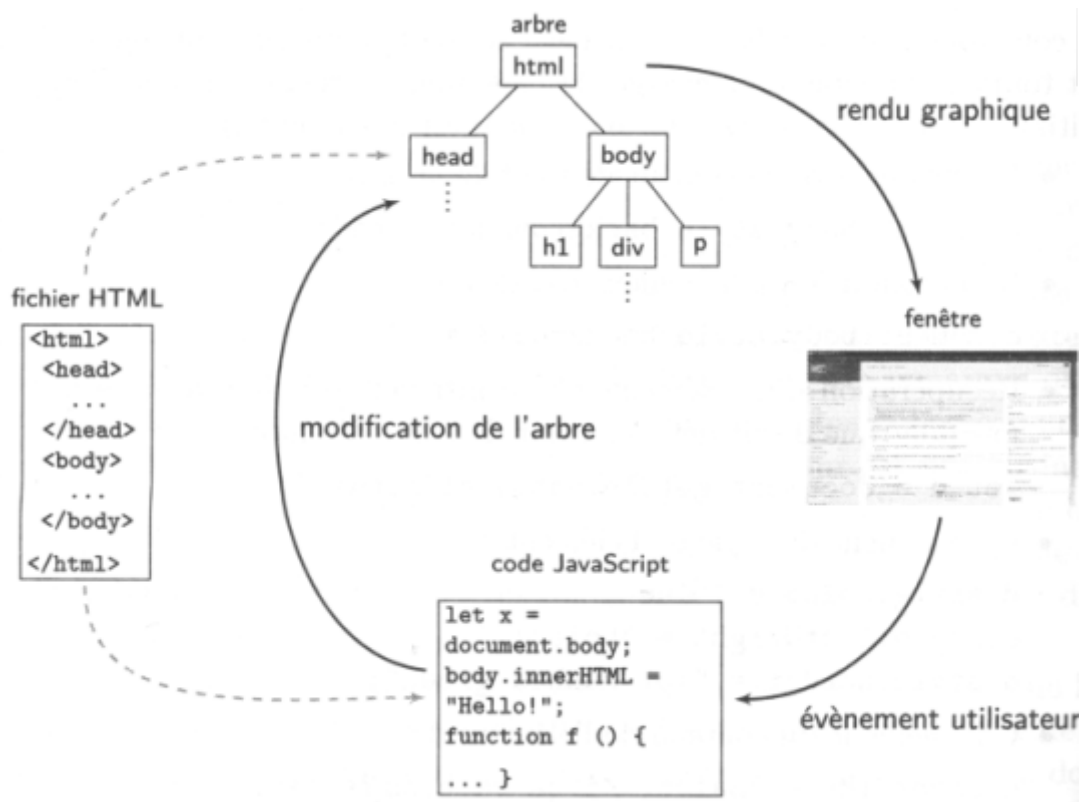 arbre
html
rendu graphique
head
body
h1
div
p
fichier HTML
<html>
<head>
...
</head>
<body>
...
</body>
</html>
fenêtre
modification de l'arbre
code JavaScript
let x =
document.body;
body.innerHTML =
"Hello!";
function f () {
... }
évènement utilisateur